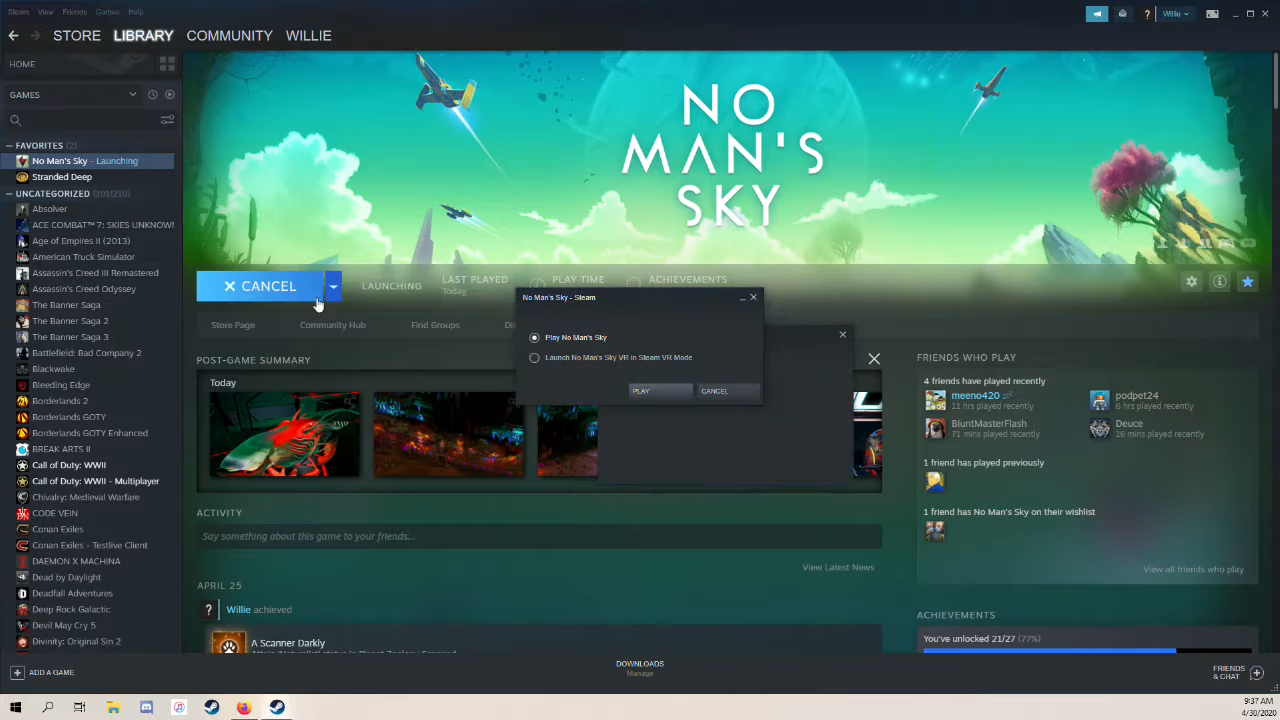 Steam View Friends Games Help
Willie
STORE LIBRARY COMMUNITY WILLIE
HOME
GAMES
FAVORITES (2)
No Man's Sky - Launching
Stranded Deep
UNCATEGORIZED (101/210)
Absolver
ACE COMBAT™ 7: SKIES UNKNOW!
Age of Empires II (2013)
American Truck Simulator
Assassin's Creed III Remastered
Assassin's Creed Odyssey
The Banner Saga
The Banner Saga 2
The Banner Saga 3
Battlefield: Bad Company 2
Blackwake
Bleeding Edge
Borderlands 2
Borderlands GOTY
Borderlands GOTY Enhanced
BREAK ARTS II
Call of Duty: WWII
Call of Duty: WWII - Multiplayer
Chivalry: Medieval Warfare
CODE VEIN
Conan Exiles
Conan Exiles - Testlive Client
DAEMON X MACHINA
Dead by Daylight
Deadfall Adventures
Deep Rock Galactic
Devil May Cry 5
Divinity: Original Sin 2
ADD A GAME
NO
MAN'S
SKY
CANCEL
LAUNCHING
LAST PLAYED
Today
PLAY TIME
ACHIEVEMENTS
Store Page Community Hub Find Groups
No Man's Sky - Steam
Play No Man's Sky
Launch No Man's Sky VR in Steam VR Mode
PLAY CANCEL
POST-GAME SUMMARY
Today
ACTIVITY
Say something about this game to your friends...
View Latest News
APRIL 25
Willie achieved
A Scanner Darkly
FRIENDS WHO PLAY
4 friends have played recently
meeno420
11 hrs played recently
podpet24
6 hrs played recently
BluntMasterFlash
71 mins played recently
Deuce
16 mins played recently
1 friend has played previously
1 friend has No Man's Sky on their wishlist
View all friends who play
ACHIEVEMENTS
You've unlocked 21/27 (77%)
DOWNLOADS
Manage
FRIENDS
& CHAT
9:37 AM
4/30/2020